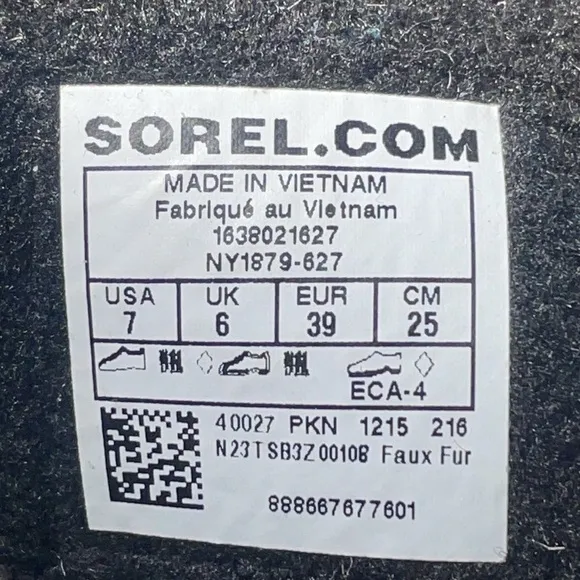 SOREL.COM
MADE IN VIETNAM
Fabriqué au Vietnam
1638021627
NY1879-627
USA UK EUR CM
7 6 39 25
ECA-4
40027 PKN 1215 216
N23TSB3Z00108 Faux Fur
888667677601